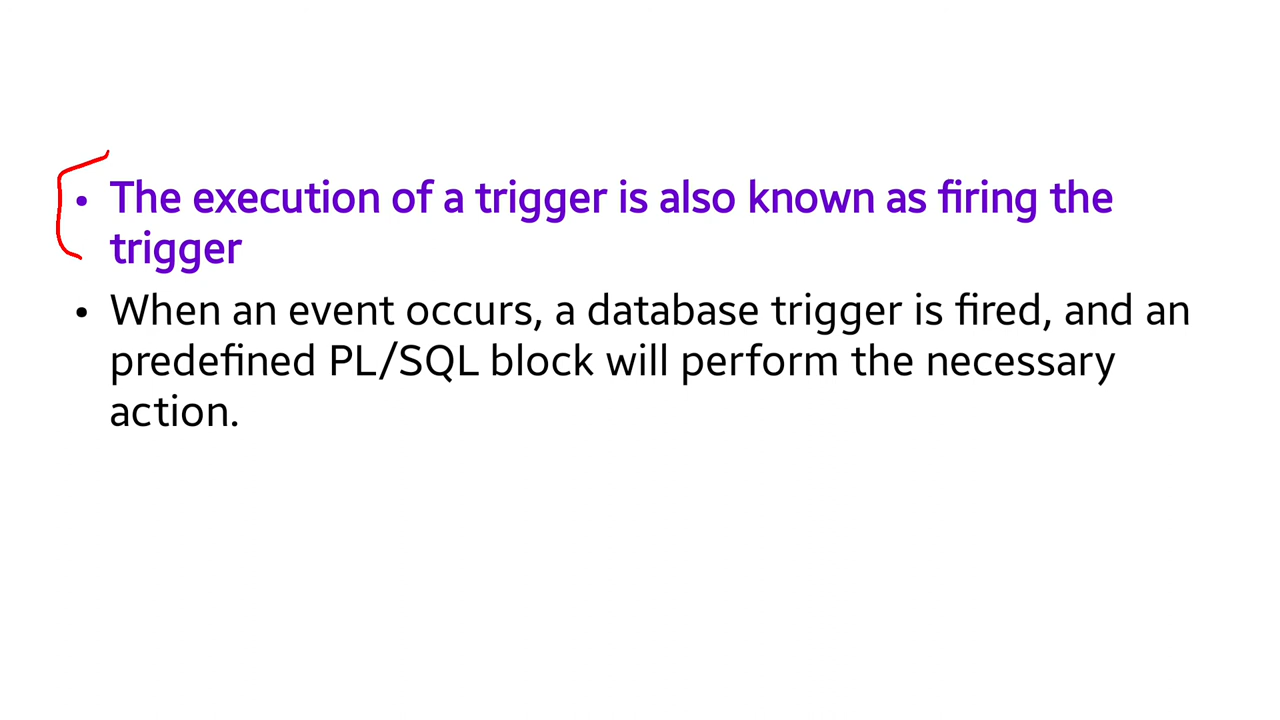 • The execution of a trigger is also known as firing the
trigger
• When an event occurs, a database trigger is fired, and an
predefined PL/SQL block will perform the necessary
action.